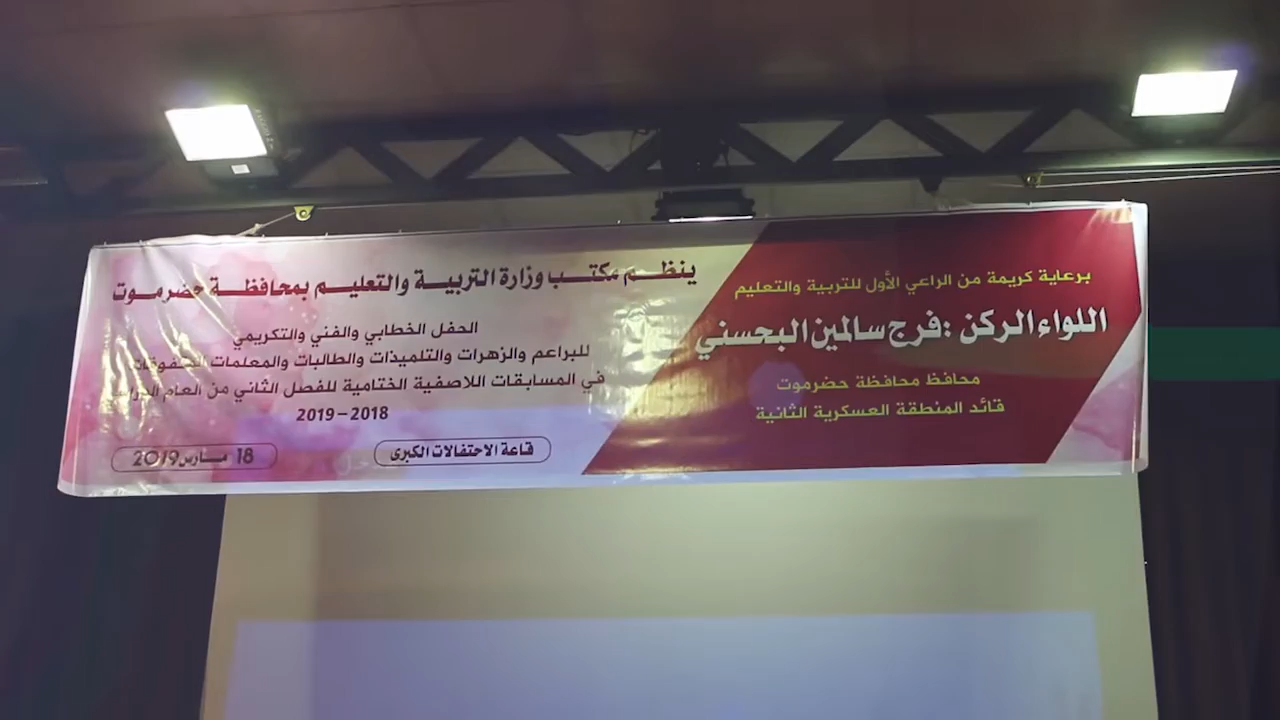 برعاية كريمة من الراعي الأول للتربية والتعليم
اللواء الركن :فرج سالمين البحسني
محافظ محافظة حضرموت
قائد المنطقة العسكرية الثانية
ينظم مكتب وزارة التربية والتعليم بمحافظة حضرموت
الحفل الخطابي والفني والتكريمي
للبراعم والزهرات والتلميذات والطالبات والمعلمات المتفوقات
في المسابقات اللاصفية الختامية للفصل الثاني من العام الدراسي
2018-2019
قاعة الاحتفالات الكبرى
18 مارس 2019